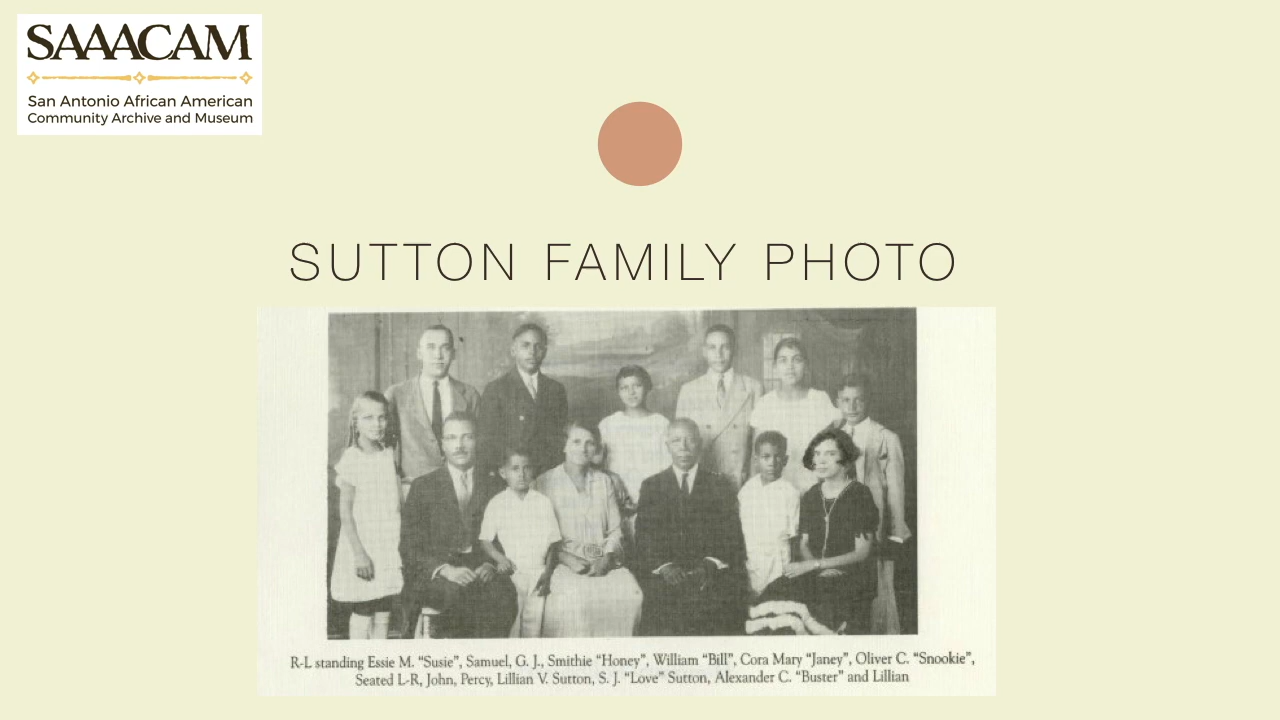 SAAACAM
San Antonio African American
Community Archive and Museum
SUTTON FAMILY PHOTO
R-L standing Essie M. “Susie”, Samuel, G. J., Smithie “Honey”, William “Bill”, Cora Mary “Janey”, Oliver C. “Snookie”,
Seated L-R, John, Percy, Lillian V. Sutton, S. J. “Love” Sutton, Alexander C. “Buster” and Lillian